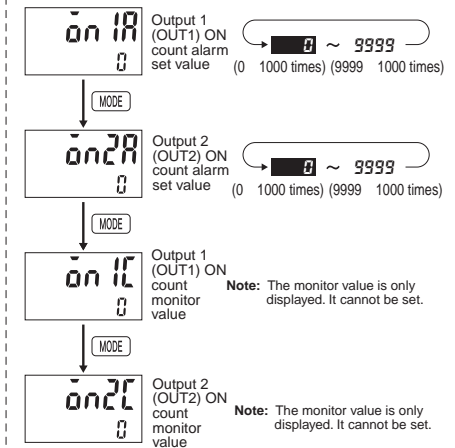 on 1A
0
Output 1
(OUT1) ON
count alarm
set value
0 ~ 9999
(0 1000 times) (9999 1000 times)
MODE
on2A
0
Output 2
(OUT2) ON
count alarm
set value
0 ~ 9999
(0 1000 times) (9999 1000 times)
MODE
on 1C
0
Output 1
(OUT1) ON
count
monitor
value
Note: The monitor value is only
displayed. It cannot be set.
MODE
on2C
0
Output 2
(OUT2) ON
count
monitor
value
Note: The monitor value is only
displayed. It cannot be set.